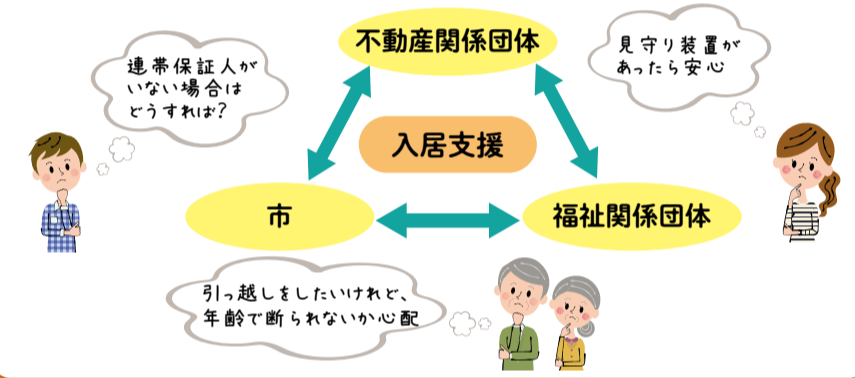 不動産関係団体
連帯保証人が
いない場合は
どうすれば?
見守り装置が
あったら安心
入居支援
市
福祉関係団体
引っ越しをしたいけれど、
年齢で断られないか心配